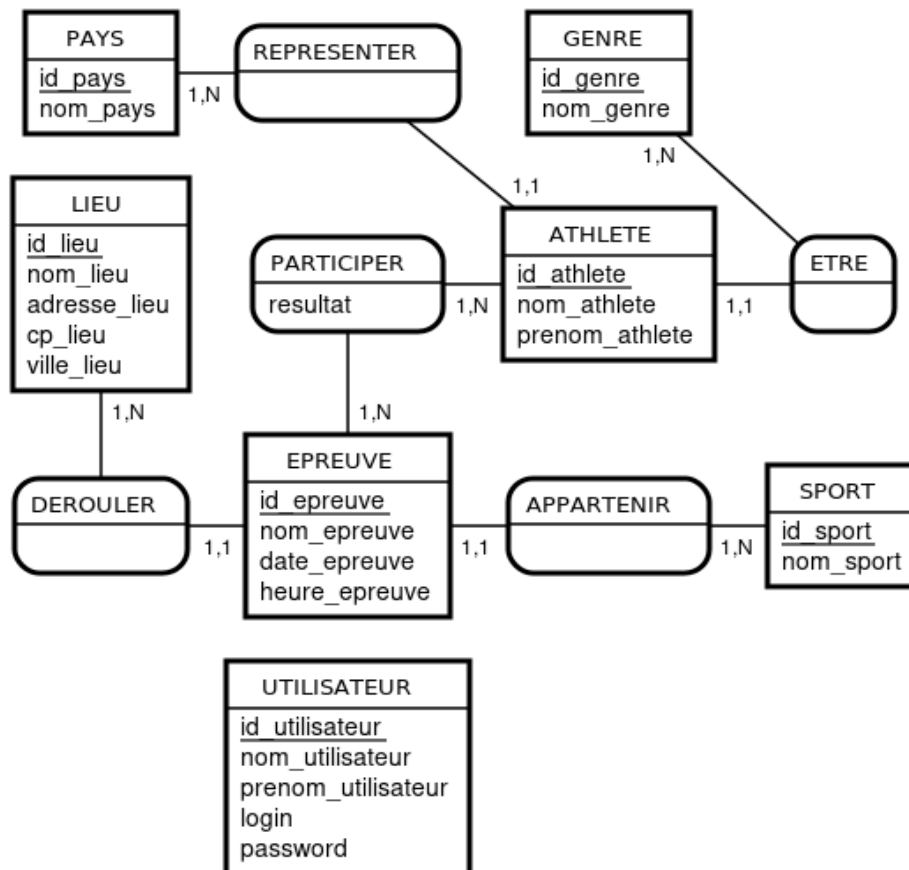 PAYS
id_pays
nom_pays
1,N
REPRESENTER
GENRE
id_genre
nom_genre
1,N
1,1
LIEU
id_lieu
nom_lieu
adresse_lieu
cp_lieu
ville_lieu
PARTICIPER
resultat
1,N
ATHLETE
id_athlete
nom_athlete
prenom_athlete
1,1
ETRE
1,N
1,N
DEROULER
1,1
EPREUVE
id_epreuve
nom_epreuve
date_epreuve
heure_epreuve
1,1
APPARTENIR
1,N
SPORT
id_sport
nom_sport
UTILISATEUR
id_utilisateur
nom_utilisateur
prenom_utilisateur
login
password